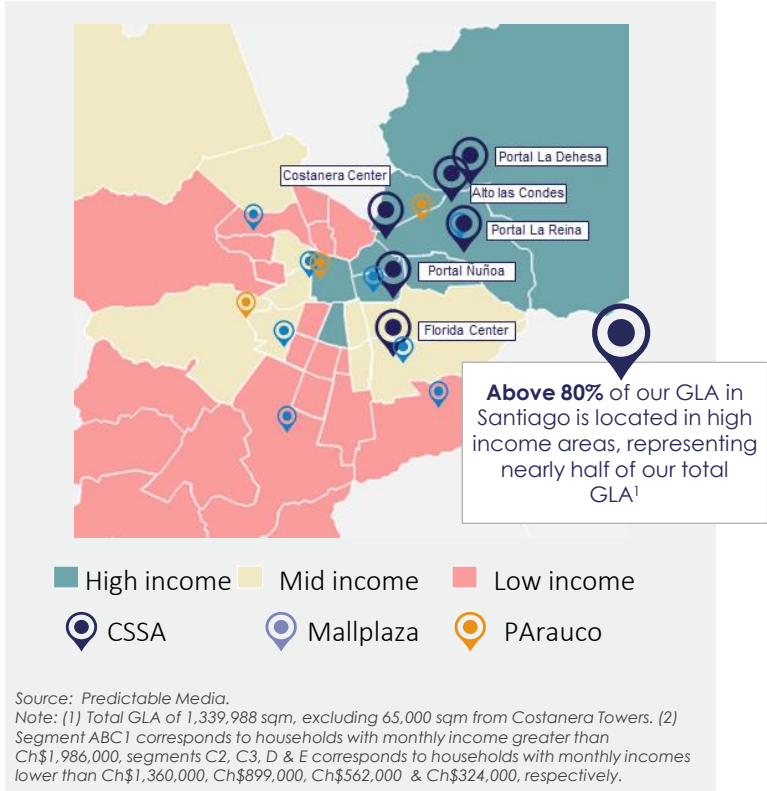 Portal La Dehesa
Costanera Center
Alto las Condes
Portal La Reina
Portal Ñuñoa
Florida Center
Above 80% of our GLA in
Santiago is located in high
income areas, representing
nearly half of our total
GLA¹
High income Mid income Low income
CSSA Mallplaza PArauco
Source: Predictable Media.
Note: (1) Total GLA of 1,339,988 sqm, excluding 65,000 sqm from Costanera Towers. (2)
Segment ABC1 corresponds to households with monthly income greater than
Ch$1,986,000, segments C2, C3, D & E corresponds to households with monthly incomes
lower than Ch$1,360,000, Ch$899,000, Ch$562,000 & Ch$324,000, respectively.